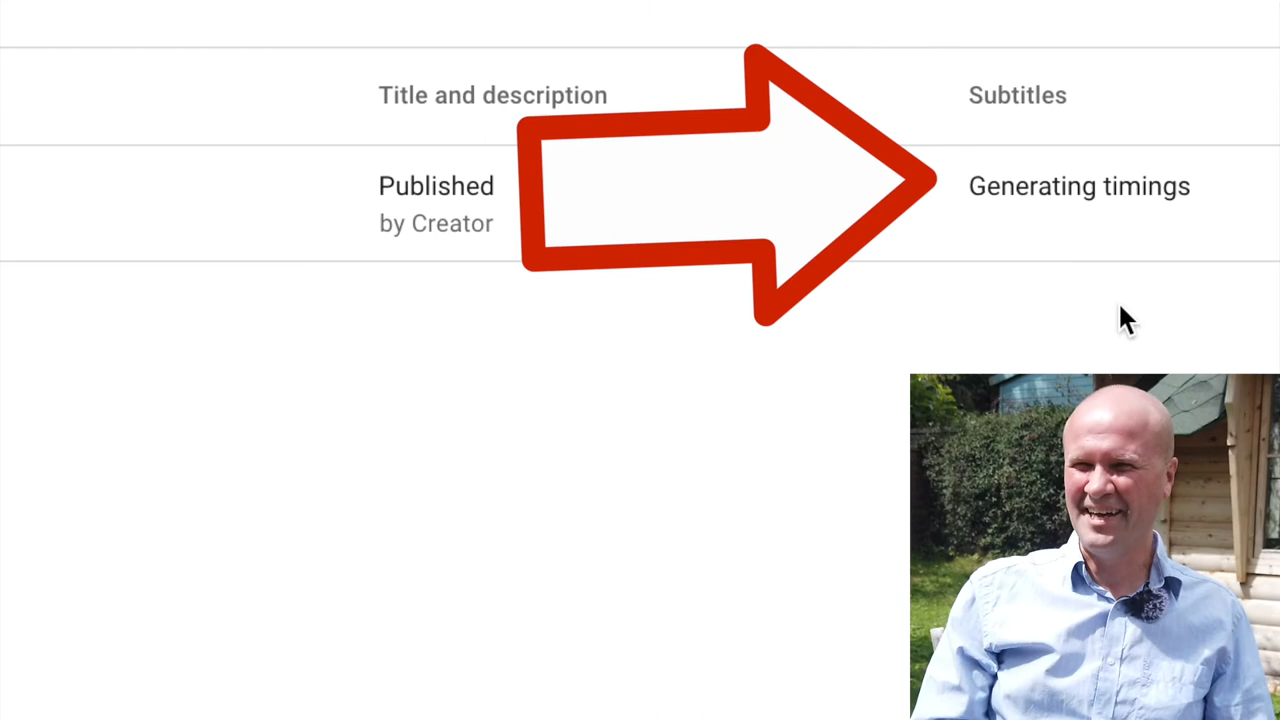 Title and description
Subtitles
Published
Generating timings
by Creator